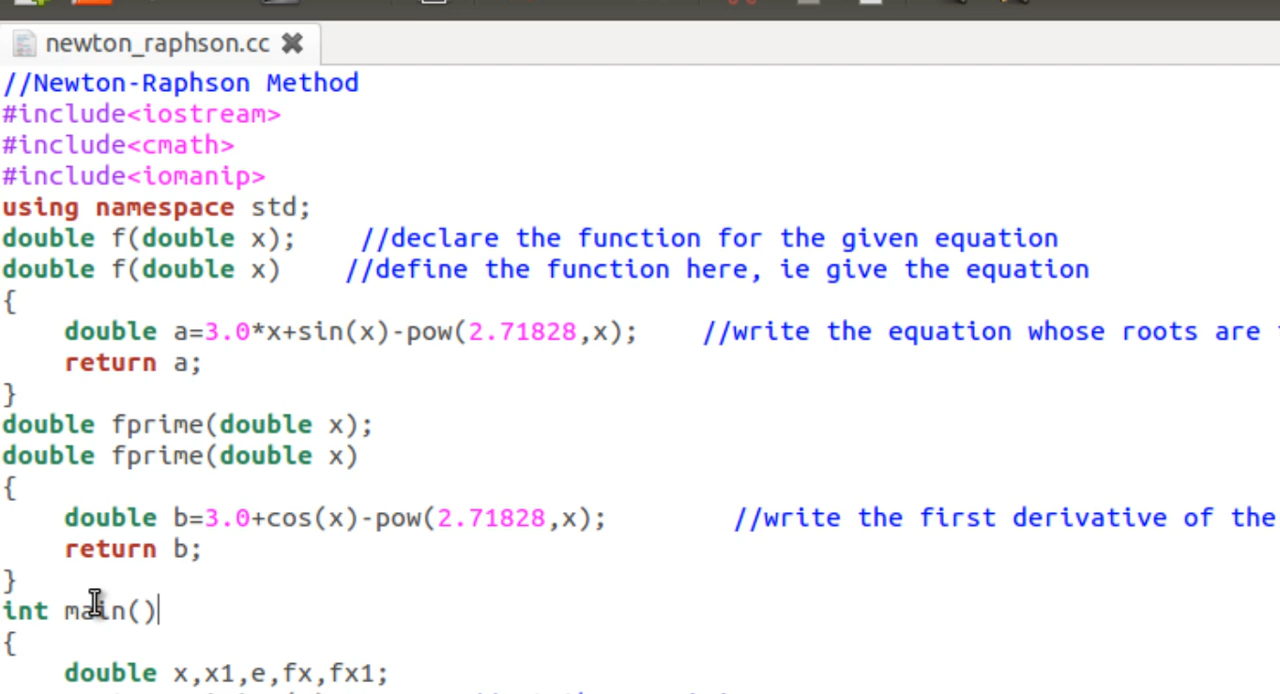 newton_raphson.cc
//Newton-Raphson Method
#include<iostream>
#include<cmath>
#include<iomanip>
using namespace std;
double f(double x);    //declare the function for the given equation
double f(double x)    //define the function here, ie give the equation
{
    double a=3.0*x+sin(x)-pow(2.71828,x);    //write the equation whose roots are
    return a;
}
double fprime(double x);
double fprime(double x)
{
    double b=3.0+cos(x)-pow(2.71828,x);        //write the first derivative of the
    return b;
}
int main()
{
    double x,x1,e,fx,fx1;